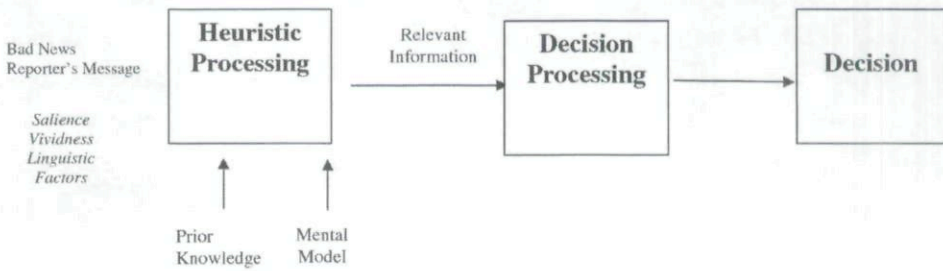 Bad News
Reporter's Message
Salience
Vividness
Linguistic
Factors
Heuristic
Processing
Prior
Knowledge
Mental
Model
Relevant
Information
Decision
Processing
Decision